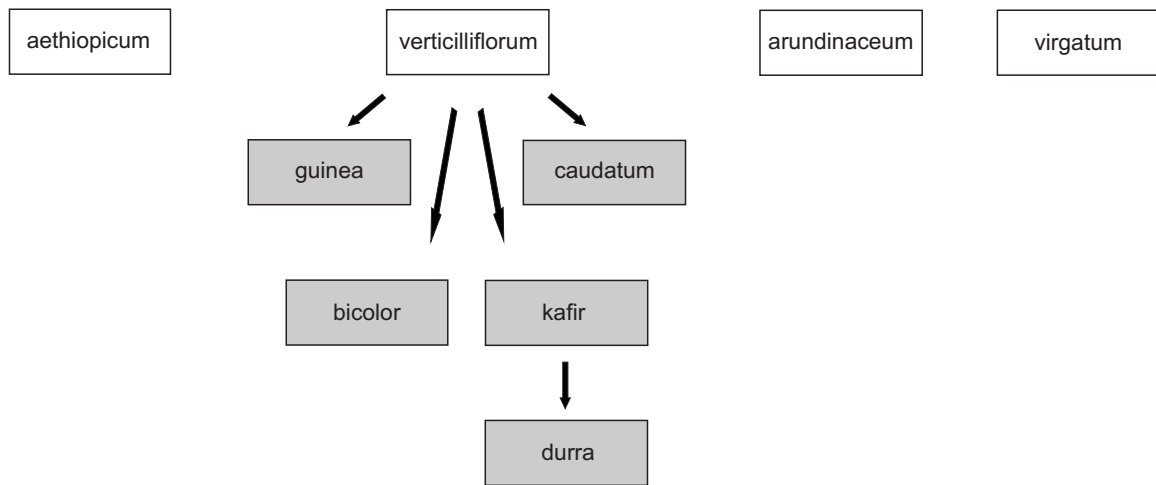 aethiopicum
verticilliflorum
arundinaceum
virgatum
guinea
caudatum
bicolor
kafir
durra